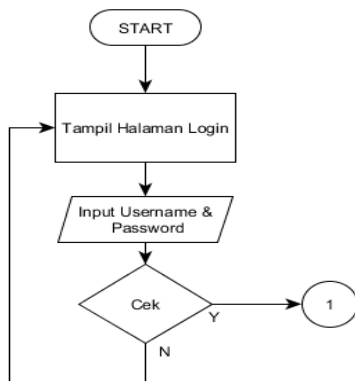 START
Tampil Halaman Login
Input Username &
Password
Cek
Y
1
N